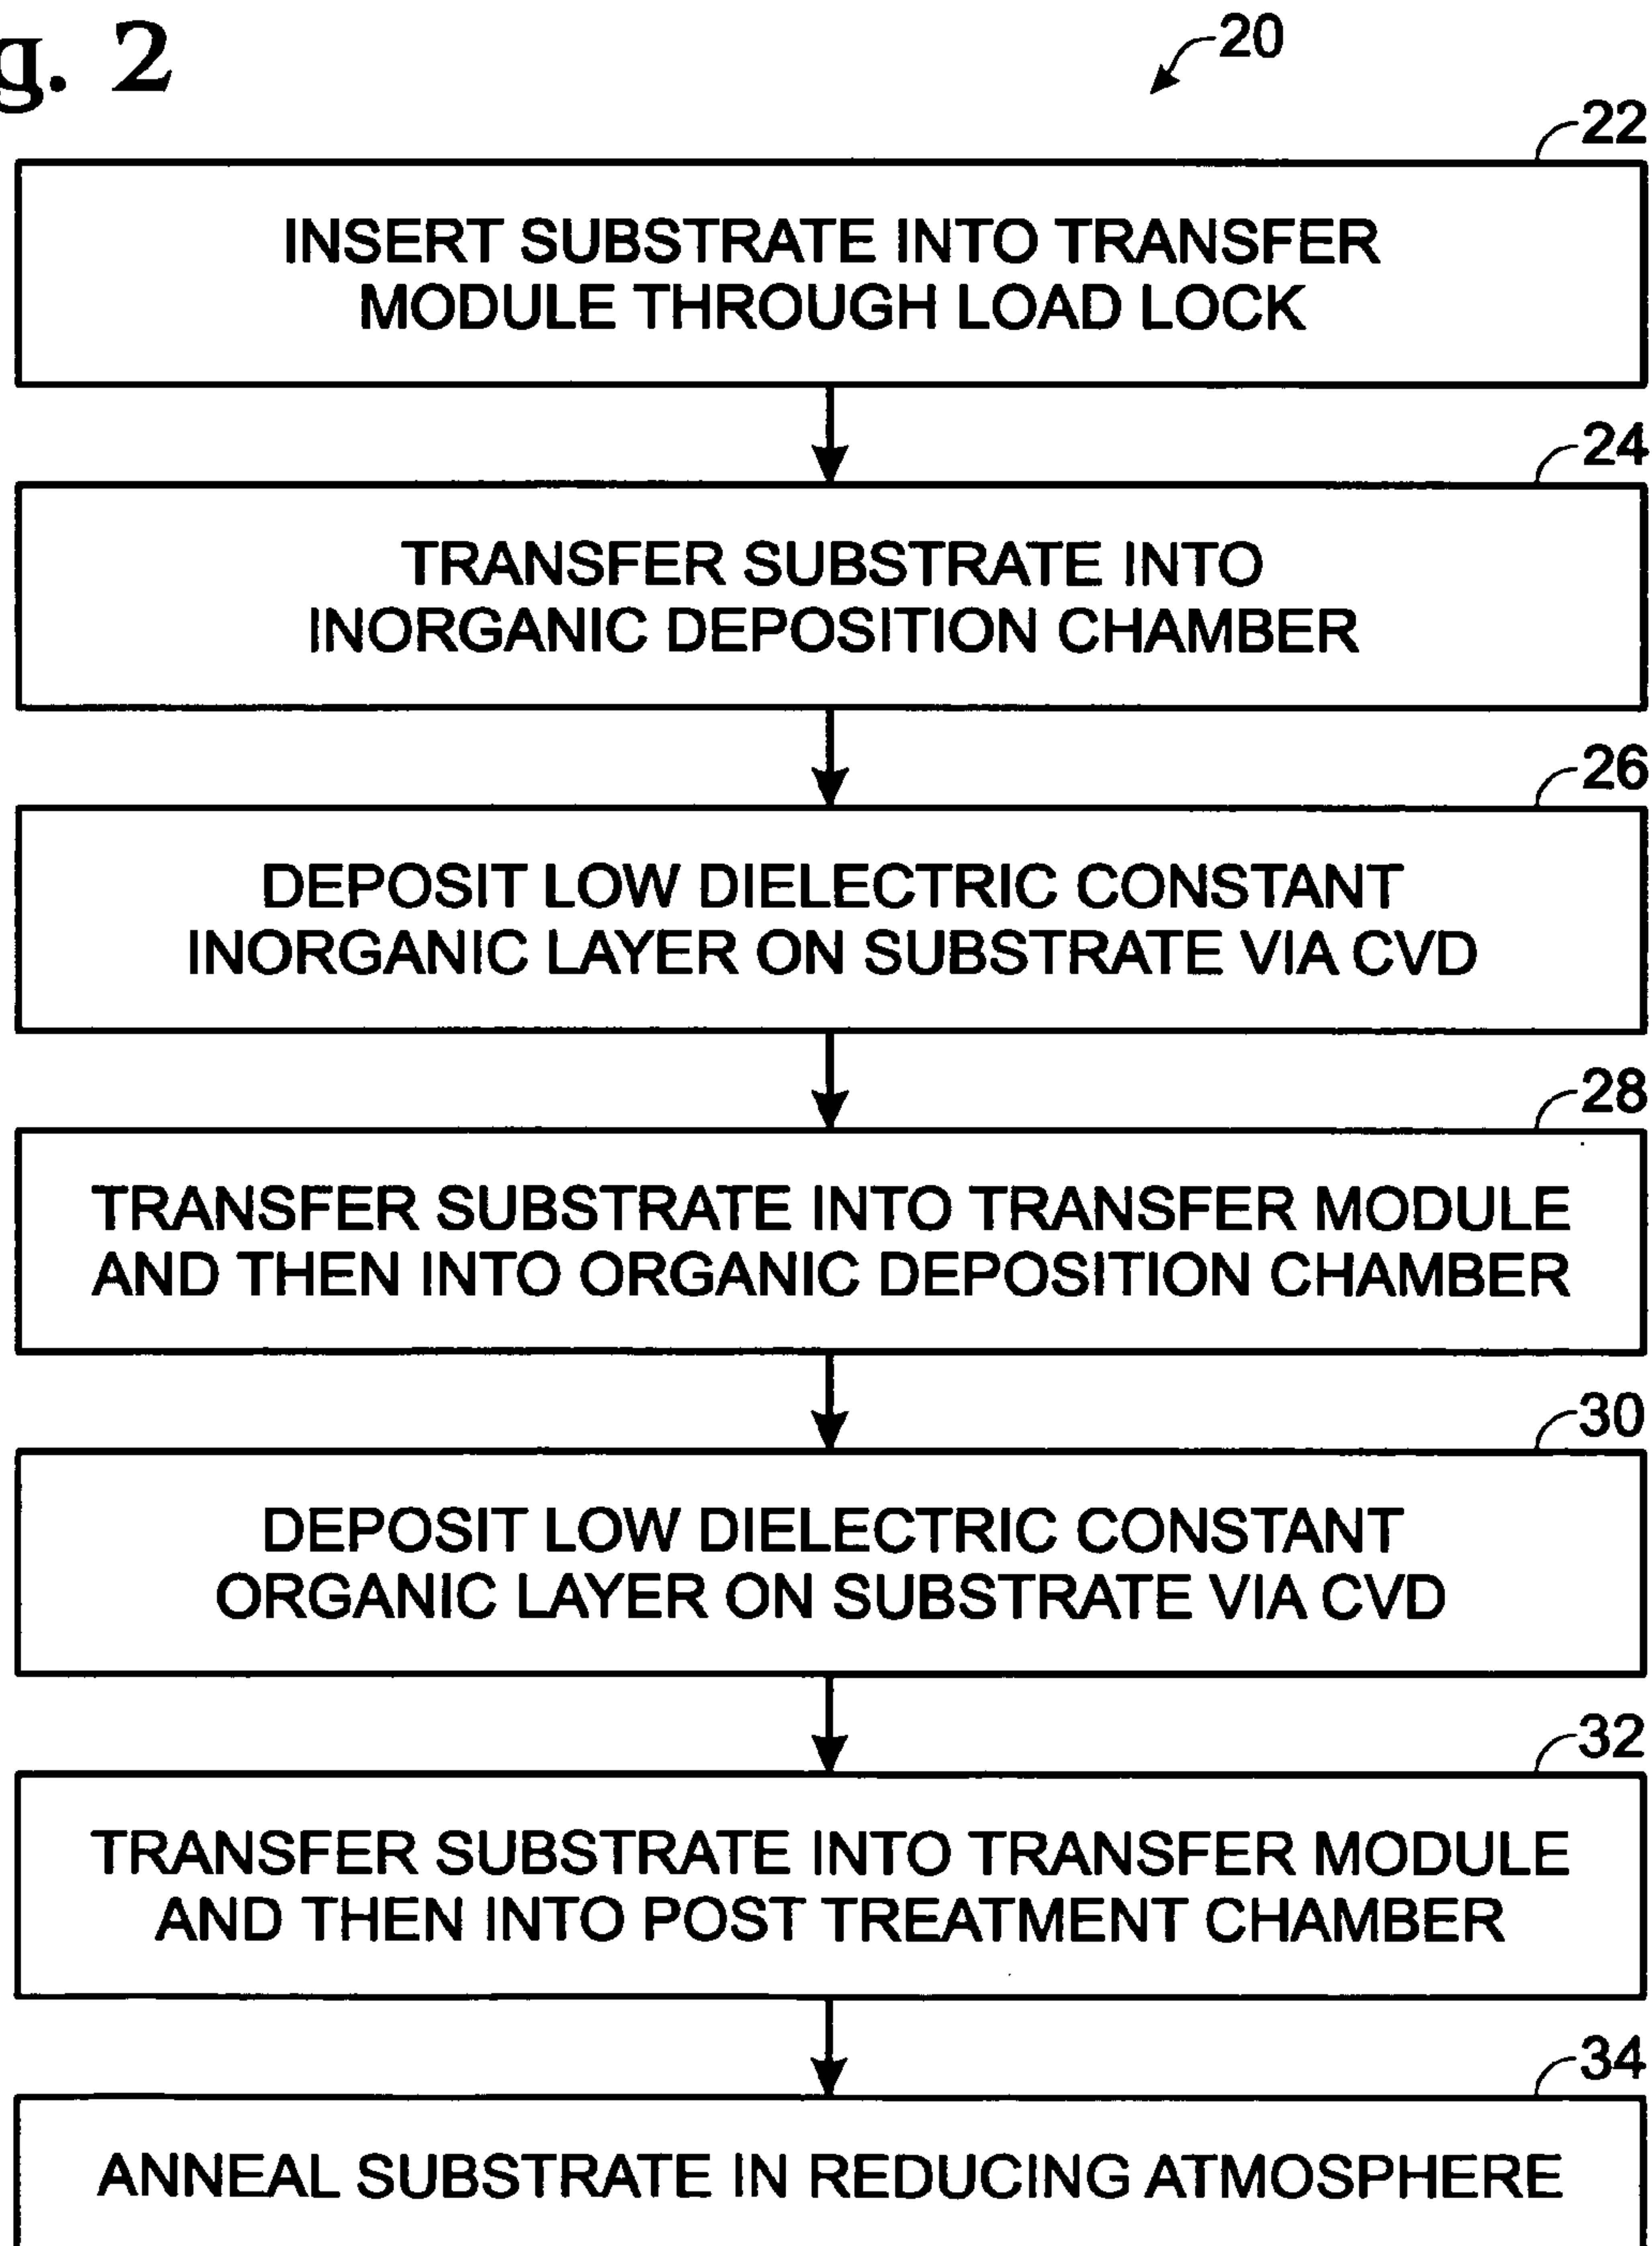 g. 2
20
22
INSERT SUBSTRATE INTO TRANSFER
MODULE THROUGH LOAD LOCK
24
TRANSFER SUBSTRATE INTO
INORGANIC DEPOSITION CHAMBER
26
DEPOSIT LOW DIELECTRIC CONSTANT
INORGANIC LAYER ON SUBSTRATE VIA CVD
28
TRANSFER SUBSTRATE INTO TRANSFER MODULE
AND THEN INTO ORGANIC DEPOSITION CHAMBER
30
DEPOSIT LOW DIELECTRIC CONSTANT
ORGANIC LAYER ON SUBSTRATE VIA CVD
32
TRANSFER SUBSTRATE INTO TRANSFER MODULE
AND THEN INTO POST TREATMENT CHAMBER
34
ANNEAL SUBSTRATE IN REDUCING ATMOSPHERE